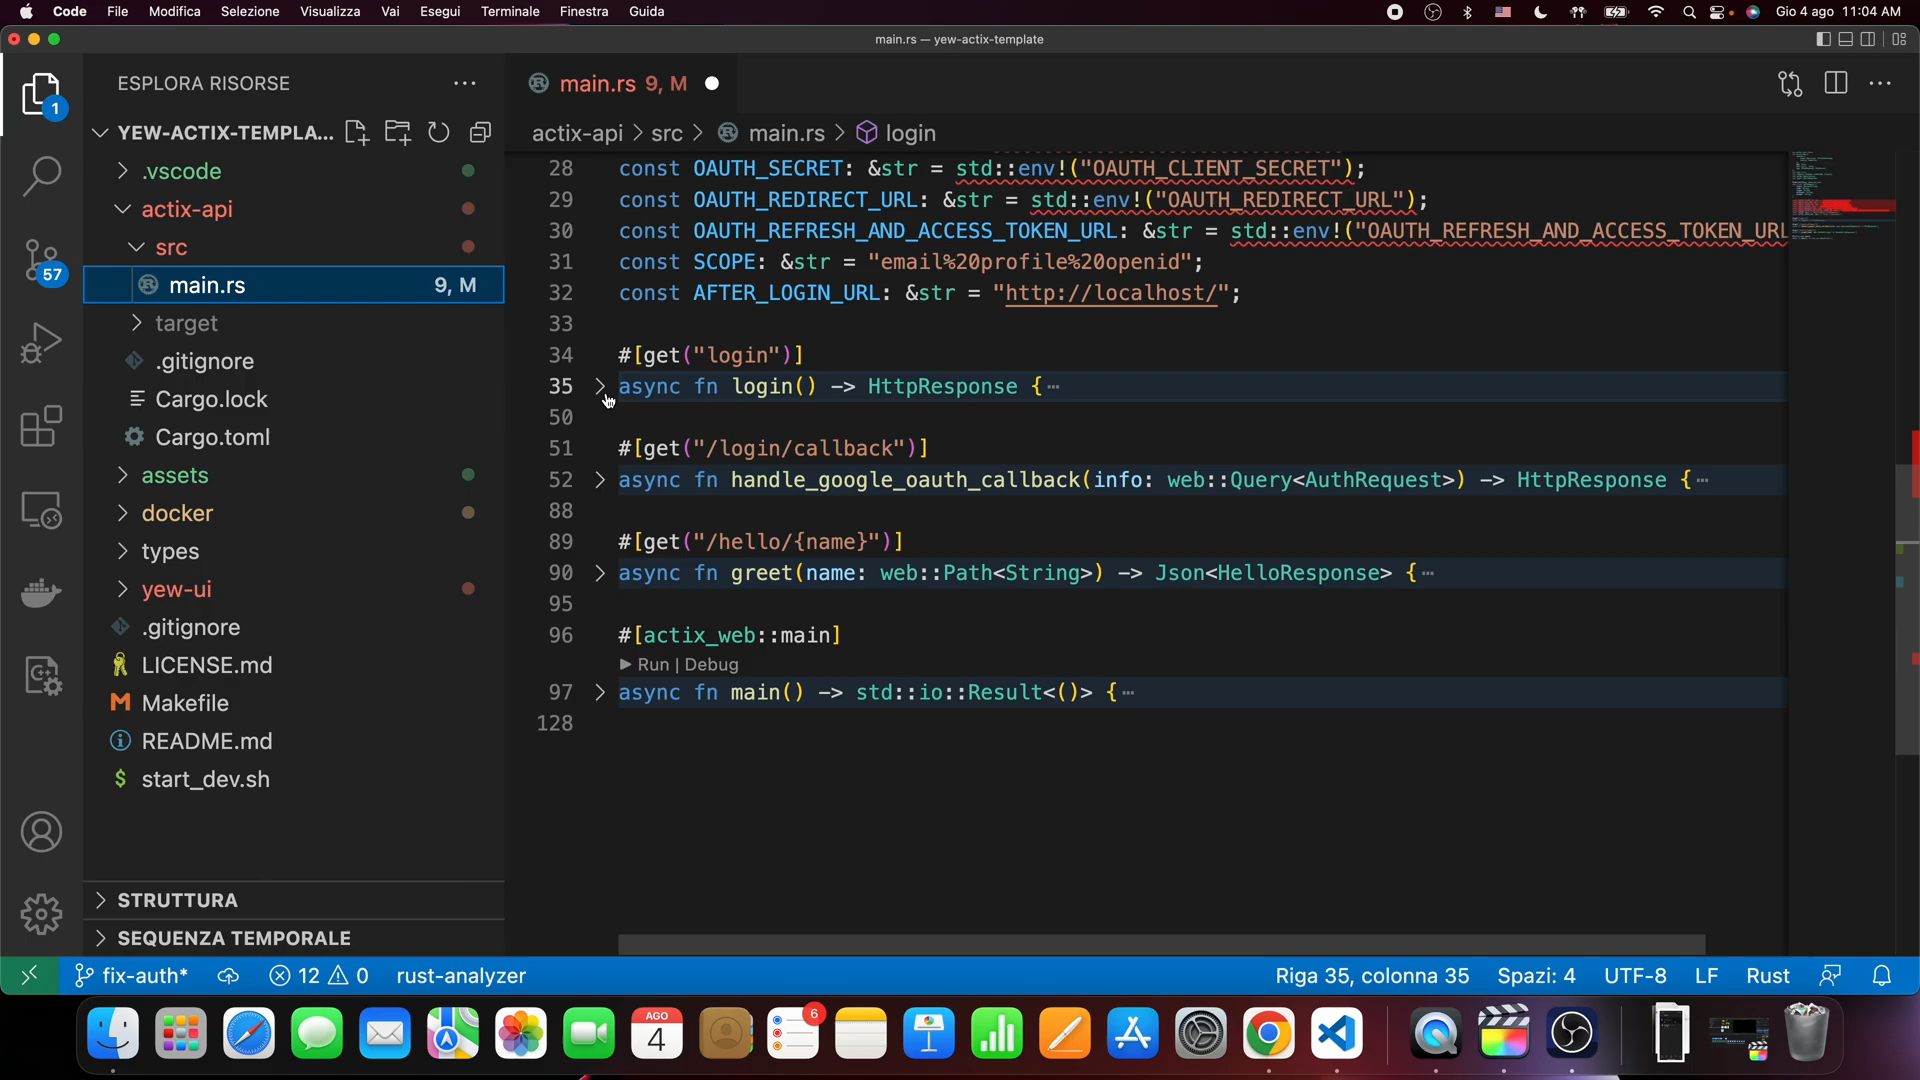 Code File Modifica Selezione Visualizza Vai Esegui Terminale Finestra Guida Gio 4 ago 11:04 AM
main.rs — yew-actix-template
ESPLORA RISORSE
1
YEW-ACTIX-TEMPLA...
.vscode
actix-api
src
57
main.rs 9, M
target
.gitignore
Cargo.lock
Cargo.toml
assets
docker
types
yew-ui
.gitignore
LICENSE.md
Makefile
README.md
start_dev.sh
STRUTTURA
SEQUENZA TEMPORALE
main.rs 9, M
actix-api > src > main.rs > login
28 const OAUTH_SECRET: &str = std::env!("OAUTH_CLIENT_SECRET");
29 const OAUTH_REDIRECT_URL: &str = std::env!("OAUTH_REDIRECT_URL");
30 const OAUTH_REFRESH_AND_ACCESS_TOKEN_URL: &str = std::env!("OAUTH_REFRESH_AND_ACCESS_TOKEN_URL
31 const SCOPE: &str = "email%20profile%20openid";
32 const AFTER_LOGIN_URL: &str = "http://localhost/";
33
34 #[get("login")]
35 async fn login() -> HttpResponse {⋯
50
51 #[get("/login/callback")]
52 async fn handle_google_oauth_callback(info: web::Query<AuthRequest>) -> HttpResponse {⋯
88
89 #[get("/hello/{name}")]
90 async fn greet(name: web::Path<String>) -> Json<HelloResponse> {⋯
95
96 #[actix_web::main]
Run | Debug
97 async fn main() -> std::io::Result<()> {⋯
128
fix-auth* 12 0 rust-analyzer Riga 35, colonna 35 Spazi: 4 UTF-8 LF Rust
AGO
4
6